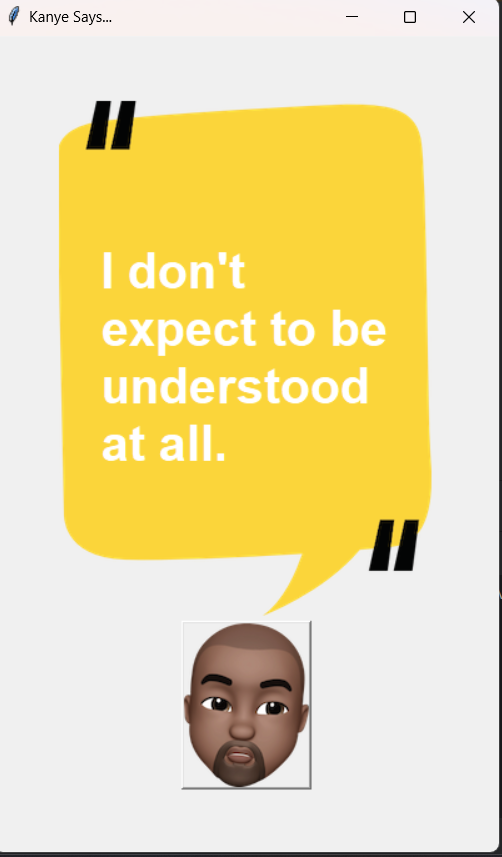 Kanye Says...
"
I don't
expect to be
understood
at all.
"